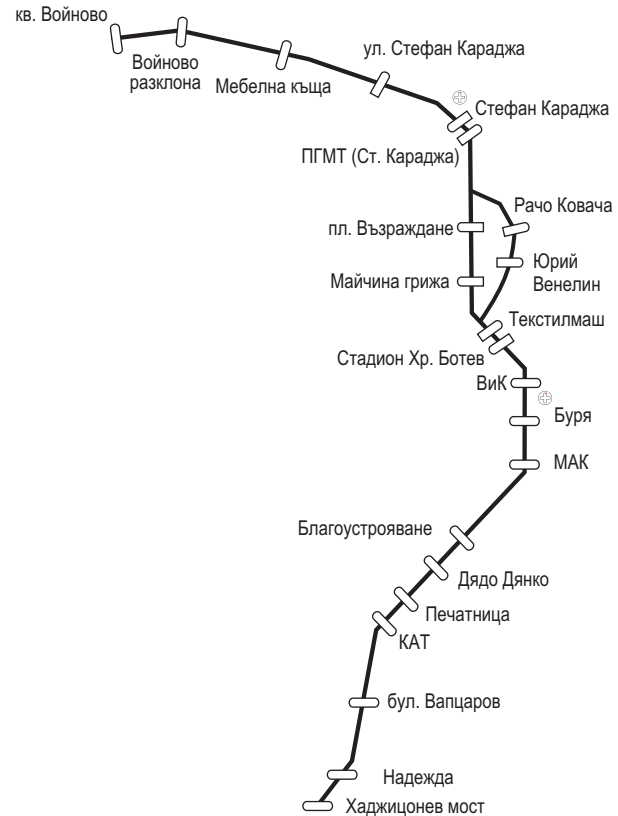 кв. Войново
Войново
разклона
Мебелна къща
ул. Стефан Караджа
Стефан Караджа
ПГМТ (Ст. Караджа)
Рачо Ковача
пл. Възраждане
Юрий
Венелин
Майчина грижа
Текстилмаш
Стадион Хр. Ботев
ВиК
Буря
МАК
Благоустрояване
Дядо Дянко
Печатница
КАТ
бул. Вапцаров
Надежда
Хаджицонев мост